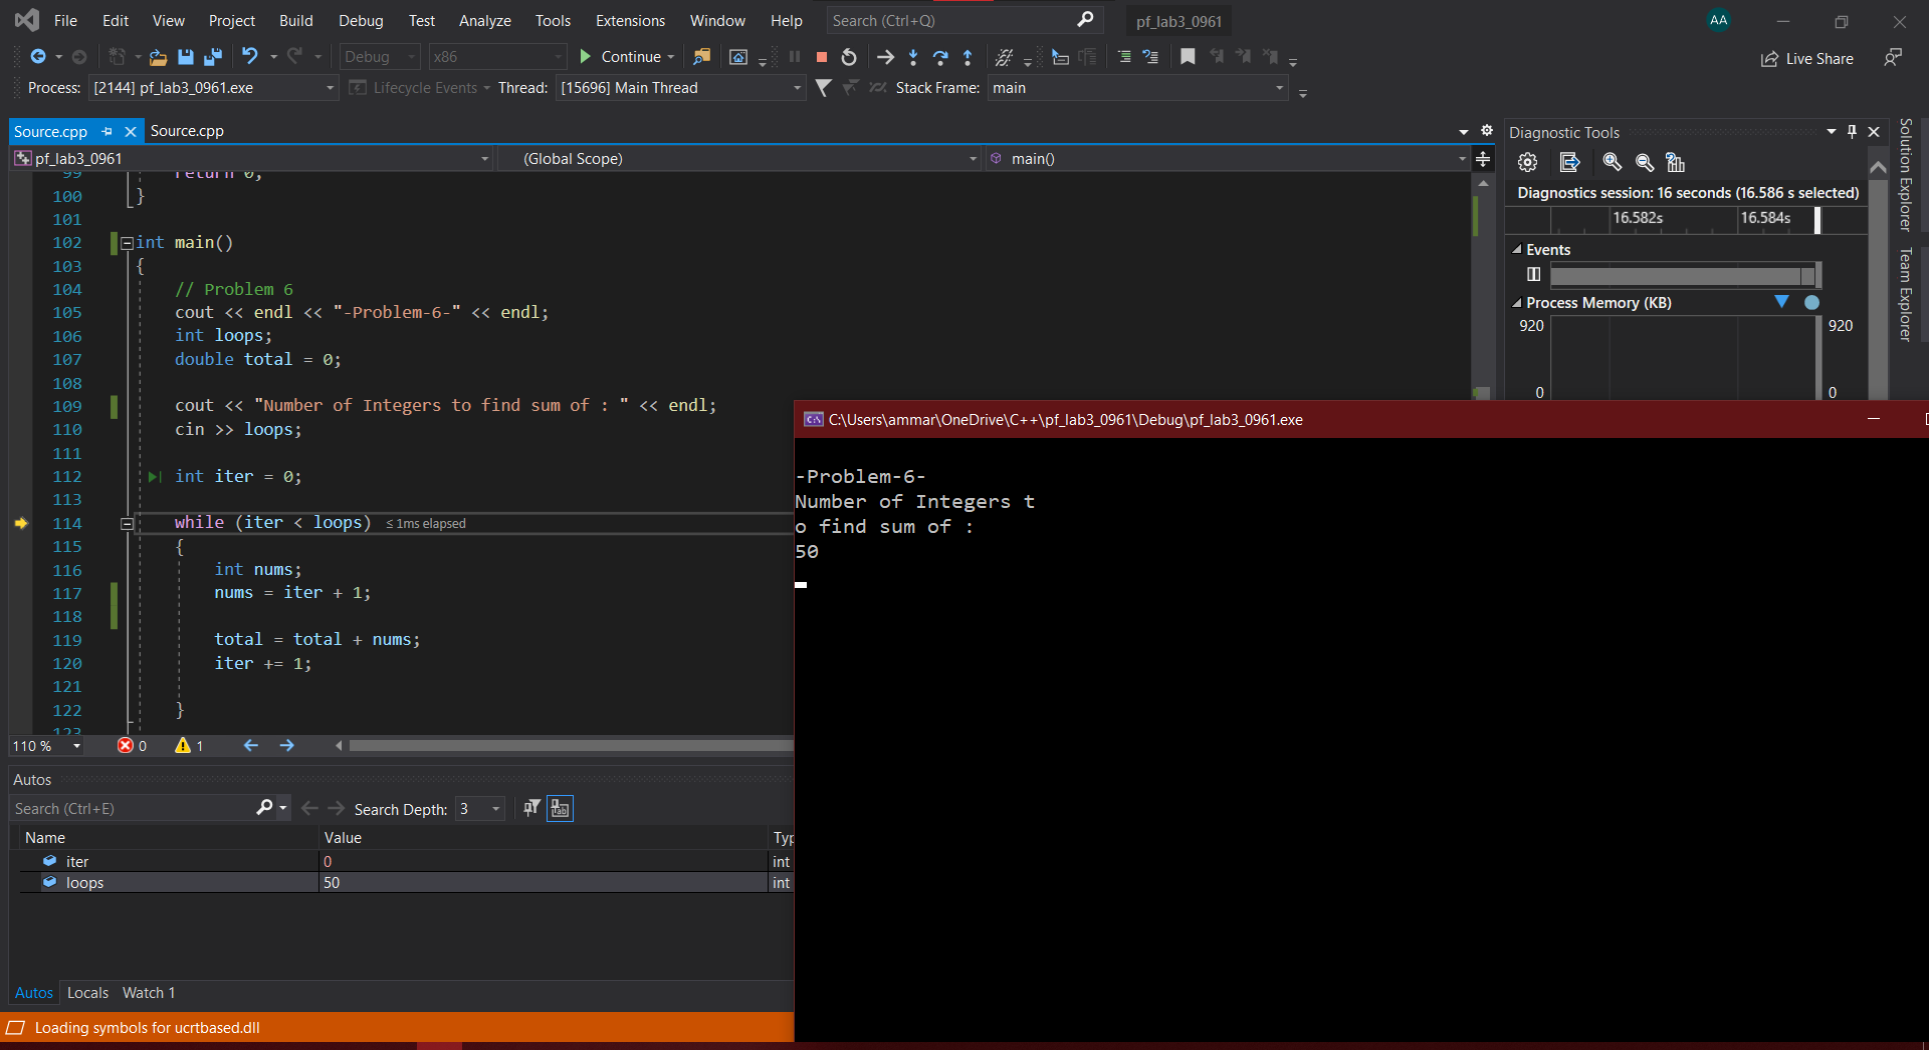 File Edit View Project Build Debug Test Analyze Tools Extensions Window Help Search (Ctrl+Q) pf_lab3_0961 AA
Debug x86 Continue Live Share
Process: [2144] pf_lab3_0961.exe Lifecycle Events Thread: [15696] Main Thread Stack Frame: main
Source.cpp Source.cpp
pf_lab3_0961 (Global Scope) main()
99 return 0;
100 }
101
102 int main()
103 {
104 // Problem 6
105 cout << endl << "-Problem-6-" << endl;
106 int loops;
107 double total = 0;
108
109 cout << "Number of Integers to find sum of : " << endl;
110 cin >> loops;
111
112 int iter = 0;
113
114 while (iter < loops) ≤ 1ms elapsed
115 {
116 int nums;
117 nums = iter + 1;
118
119 total = total + nums;
120 iter += 1;
121
122 }
123
110 % 0 1
Autos
Search (Ctrl+E) Search Depth: 3
Name Value Typ
iter 0 int
loops 50 int
Autos Locals Watch 1
Loading symbols for ucrtbased.dll
C:\Users\ammar\OneDrive\C++\pf_lab3_0961\Debug\pf_lab3_0961.exe
-Problem-6-
Number of Integers t
o find sum of :
50
Diagnostic Tools
Diagnostics session: 16 seconds (16.586 s selected)
16.582s 16.584s
Events
Process Memory (KB)
920 920
0 0
Solution Explorer
Team Explorer